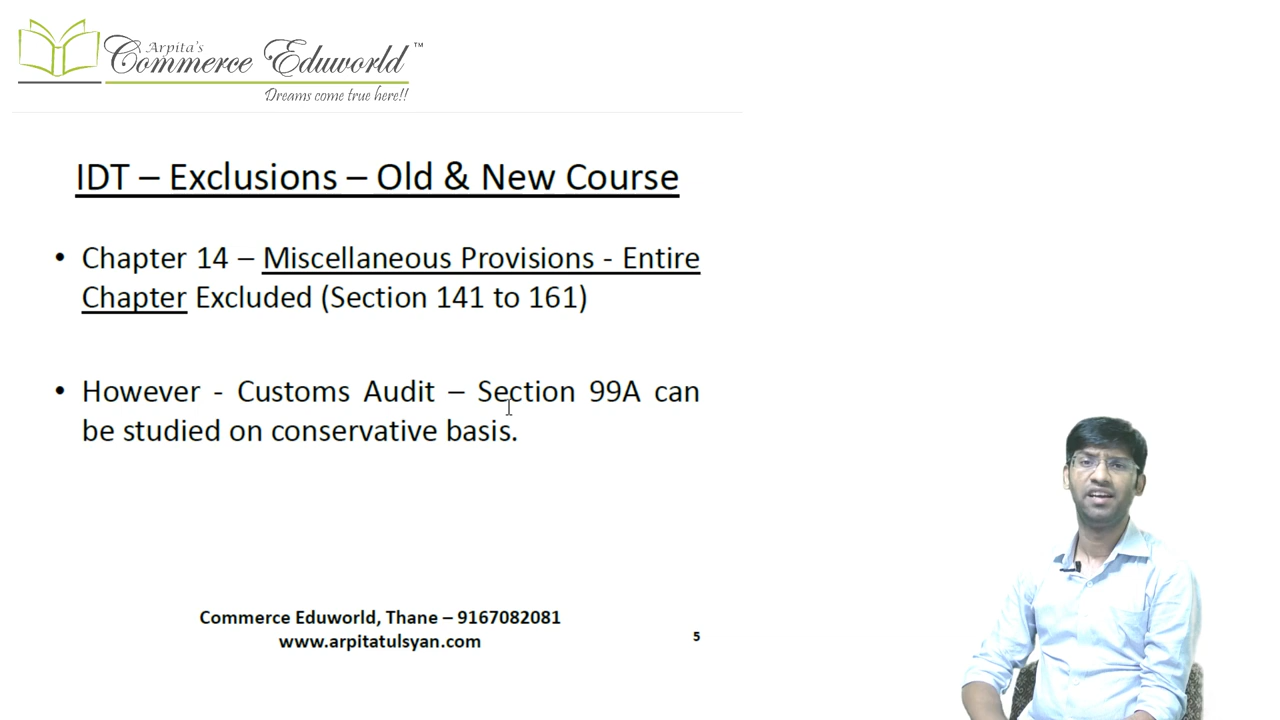 Arpita's
Commerce Eduworld™
Dreams come true here!!
IDT – Exclusions – Old & New Course
• Chapter 14 – Miscellaneous Provisions - Entire
Chapter Excluded (Section 141 to 161)
• However - Customs Audit – Section 99A can
be studied on conservative basis.
Commerce Eduworld, Thane – 9167082081
www.arpitatulsyan.com
5